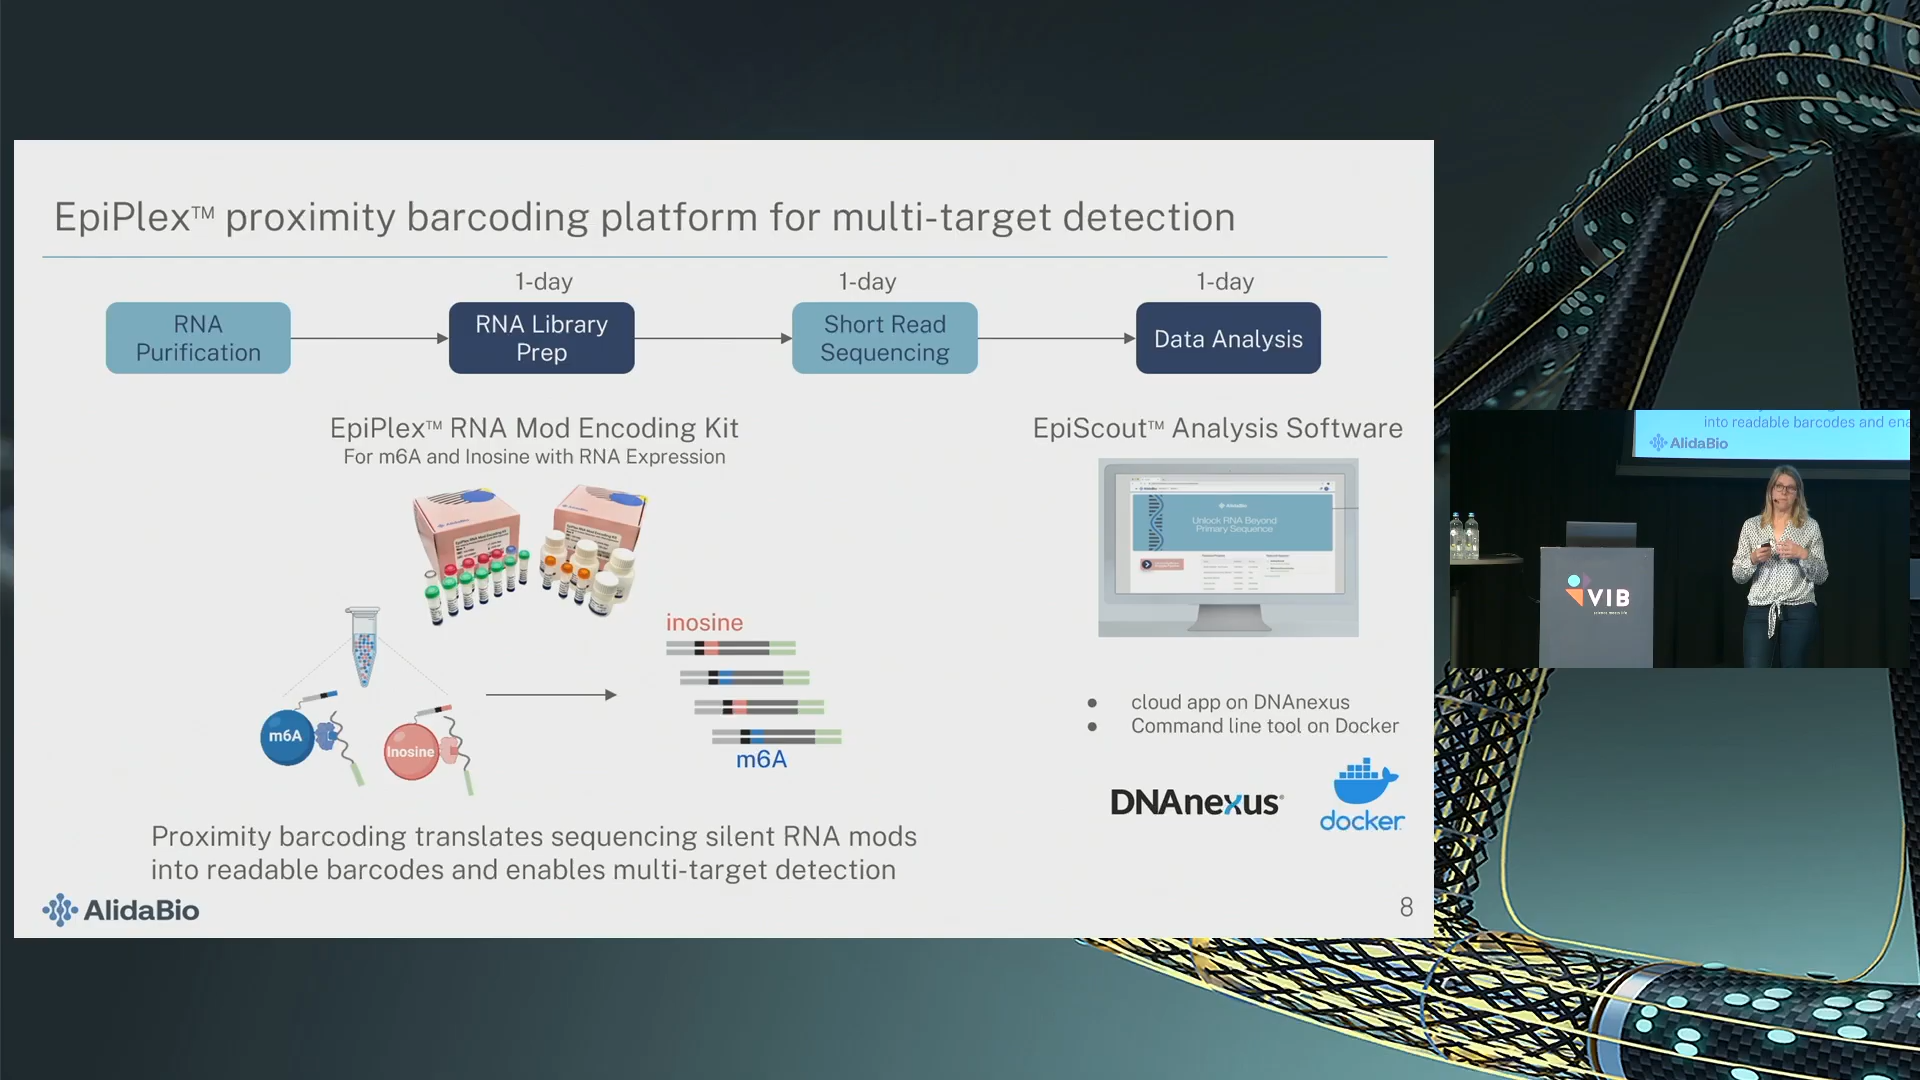 EpiPlex™ proximity barcoding platform for multi-target detection
1-day
1-day
1-day
RNA
Purification
RNA Library
Prep
Short Read
Sequencing
Data Analysis
EpiPlex™ RNA Mod Encoding Kit
For m6A and Inosine with RNA Expression
EpiScout™ Analysis Software
AlidaBio
AlidaBio
Unlock RNA Beyond
Primary Sequence
inosine
m6A
Inosine
m6A
• cloud app on DNAnexus
• Command line tool on Docker
DNAnexus
docker
Proximity barcoding translates sequencing silent RNA mods
into readable barcodes and enables multi-target detection
AlidaBio
8
into readable barcodes and ena
AlidaBio
VIB